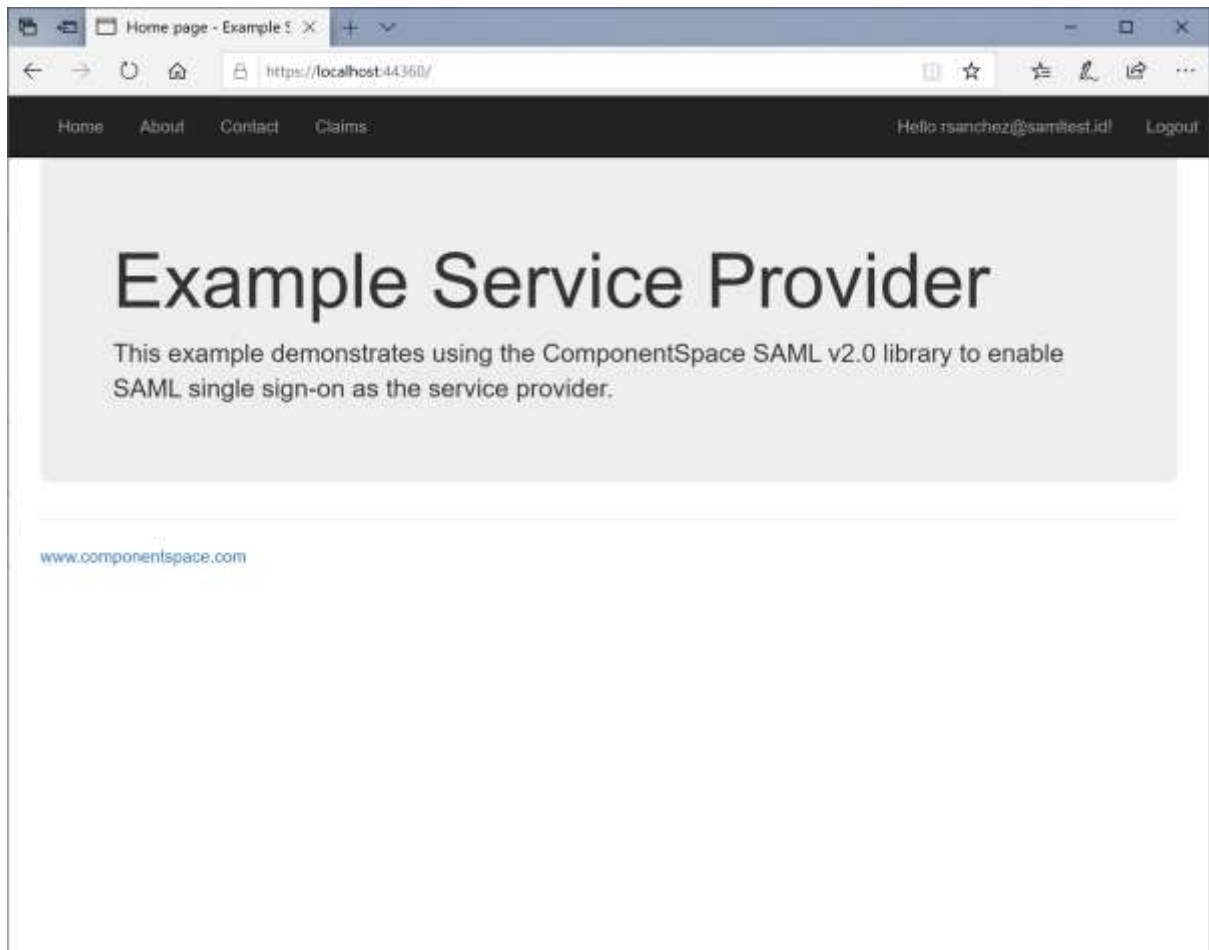 Home page - Example S
https://localhost:44360/
Home About Contact Claims Hello rsanchez@samltest.id! Logout
Example Service Provider
This example demonstrates using the ComponentSpace SAML v2.0 library to enable
SAML single sign-on as the service provider.
www.componentspace.com